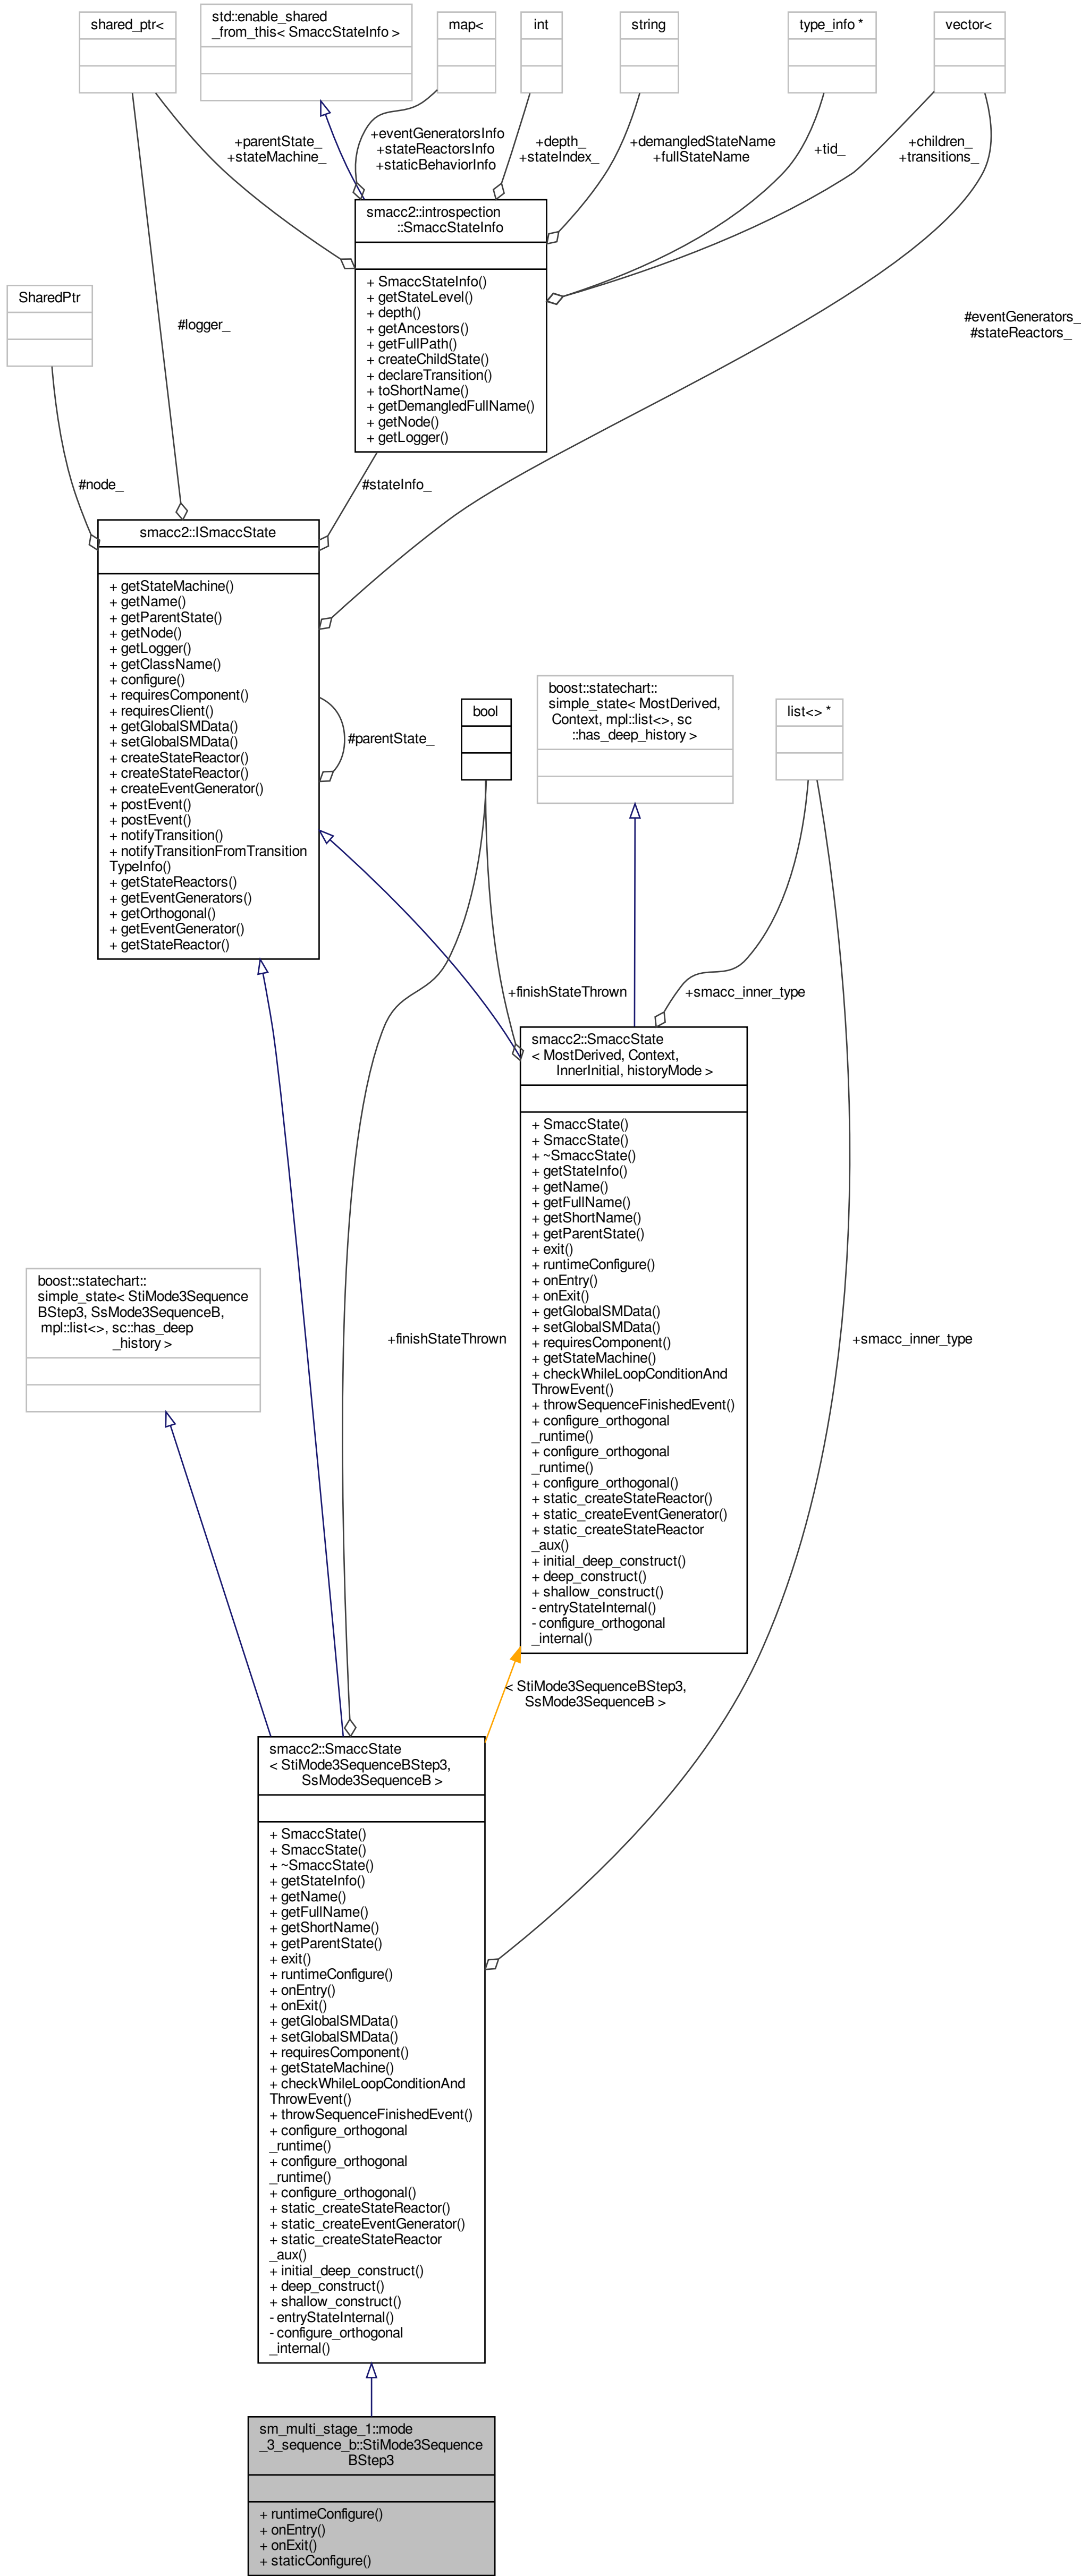 shared_ptr<
std::enable_shared
_from_this< SmaccStateInfo >
map<
int
string
type_info *
vector<
+parentState_
+stateMachine_
+eventGeneratorsInfo
+stateReactorsInfo
+staticBehaviorInfo
+depth_
+stateIndex_
+demangledStateName
+fullStateName
+tid_
+children_
+transitions_
smacc2::introspection
::SmaccStateInfo
+ SmaccStateInfo()
+ getStateLevel()
+ depth()
+ getAncestors()
+ getFullPath()
+ createChildState()
+ declareTransition()
+ toShortName()
+ getDemangledFullName()
+ getNode()
+ getLogger()
SharedPtr
#logger_
#eventGenerators_
#stateReactors_
#node_
#stateInfo_
smacc2::ISmaccState
+ getStateMachine()
+ getName()
+ getParentState()
+ getNode()
+ getLogger()
+ getClassName()
+ configure()
+ requiresComponent()
+ requiresClient()
+ getGlobalSMData()
+ setGlobalSMData()
+ createStateReactor()
+ createStateReactor()
+ createEventGenerator()
+ postEvent()
+ postEvent()
+ notifyTransition()
+ notifyTransitionFromTransition
TypeInfo()
+ getStateReactors()
+ getEventGenerators()
+ getOrthogonal()
+ getEventGenerator()
+ getStateReactor()
#parentState_
bool
boost::statechart::
simple_state< MostDerived,
Context, mpl::list<>, sc
::has_deep_history >
list<> *
+finishStateThrown
+smacc_inner_type
smacc2::SmaccState
< MostDerived, Context,
InnerInitial, historyMode >
+ SmaccState()
+ SmaccState()
+ ~SmaccState()
+ getStateInfo()
+ getName()
+ getFullName()
+ getShortName()
+ getParentState()
+ exit()
+ runtimeConfigure()
+ onEntry()
+ onExit()
+ getGlobalSMData()
+ setGlobalSMData()
+ requiresComponent()
+ getStateMachine()
+ checkWhileLoopConditionAnd
ThrowEvent()
+ throwSequenceFinishedEvent()
+ configure_orthogonal
_runtime()
+ configure_orthogonal
_runtime()
+ configure_orthogonal()
+ static_createStateReactor()
+ static_createEventGenerator()
+ static_createStateReactor
_aux()
+ initial_deep_construct()
+ deep_construct()
+ shallow_construct()
- entryStateInternal()
- configure_orthogonal
_internal()
boost::statechart::
simple_state< StiMode3Sequence
BStep3, SsMode3SequenceB,
mpl::list<>, sc::has_deep
_history >
+finishStateThrown
+smacc_inner_type
< StiMode3SequenceBStep3,
SsMode3SequenceB >
smacc2::SmaccState
< StiMode3SequenceBStep3,
SsMode3SequenceB >
+ SmaccState()
+ SmaccState()
+ ~SmaccState()
+ getStateInfo()
+ getName()
+ getFullName()
+ getShortName()
+ getParentState()
+ exit()
+ runtimeConfigure()
+ onEntry()
+ onExit()
+ getGlobalSMData()
+ setGlobalSMData()
+ requiresComponent()
+ getStateMachine()
+ checkWhileLoopConditionAnd
ThrowEvent()
+ throwSequenceFinishedEvent()
+ configure_orthogonal
_runtime()
+ configure_orthogonal
_runtime()
+ configure_orthogonal()
+ static_createStateReactor()
+ static_createEventGenerator()
+ static_createStateReactor
_aux()
+ initial_deep_construct()
+ deep_construct()
+ shallow_construct()
- entryStateInternal()
- configure_orthogonal
_internal()
sm_multi_stage_1::mode
_3_sequence_b::StiMode3Sequence
BStep3
+ runtimeConfigure()
+ onEntry()
+ onExit()
+ staticConfigure()